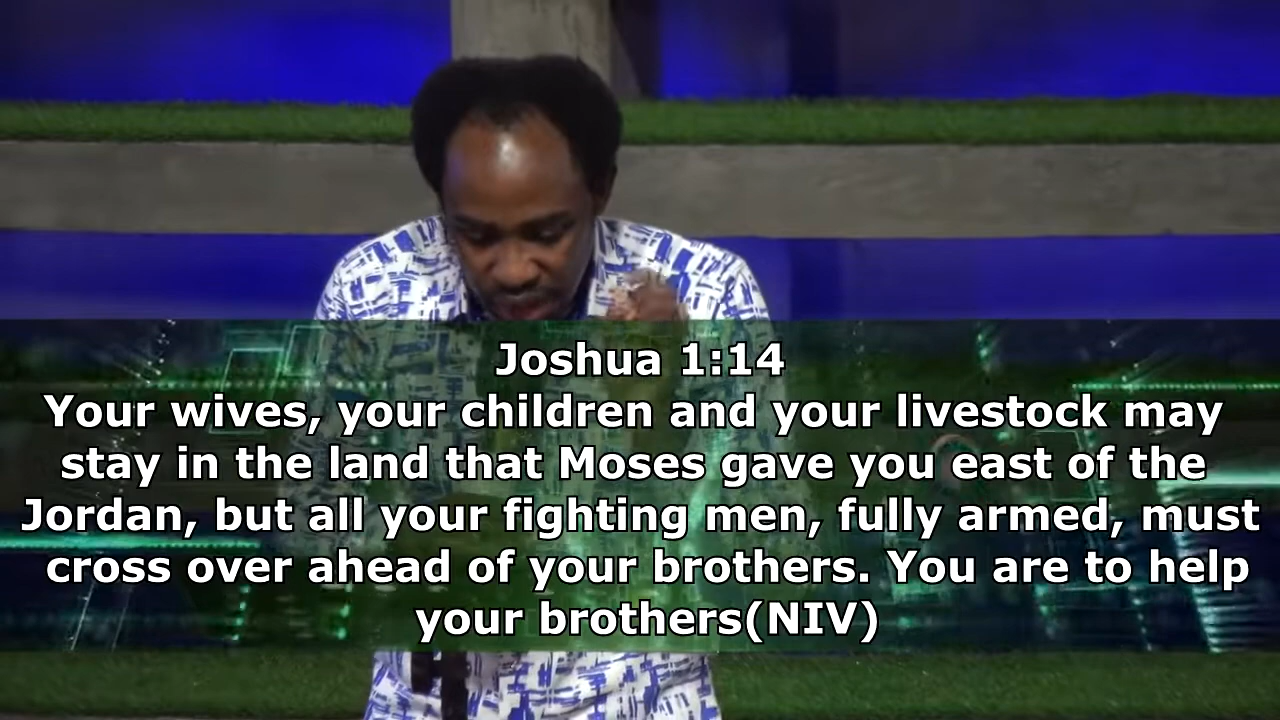 Joshua 1:14
Your wives, your children and your livestock may
stay in the land that Moses gave you east of the
Jordan, but all your fighting men, fully armed, must
cross over ahead of your brothers. You are to help
your brothers(NIV)